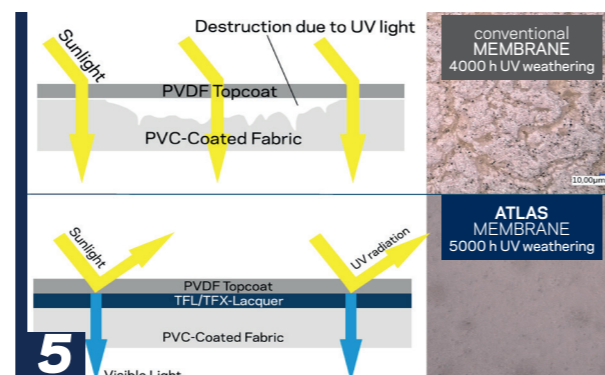 Destruction due to UV light
Sunlight
PVDF Topcoat
PVC-Coated Fabric
conventional
MEMBRANE
4000 h UV weathering
10,00µm
Sunlight
UV radiation
PVDF Topcoat
TFL/TFX-Lacquer
PVC-Coated Fabric
Visible Light
ATLAS
MEMBRANE
5000 h UV weathering
5